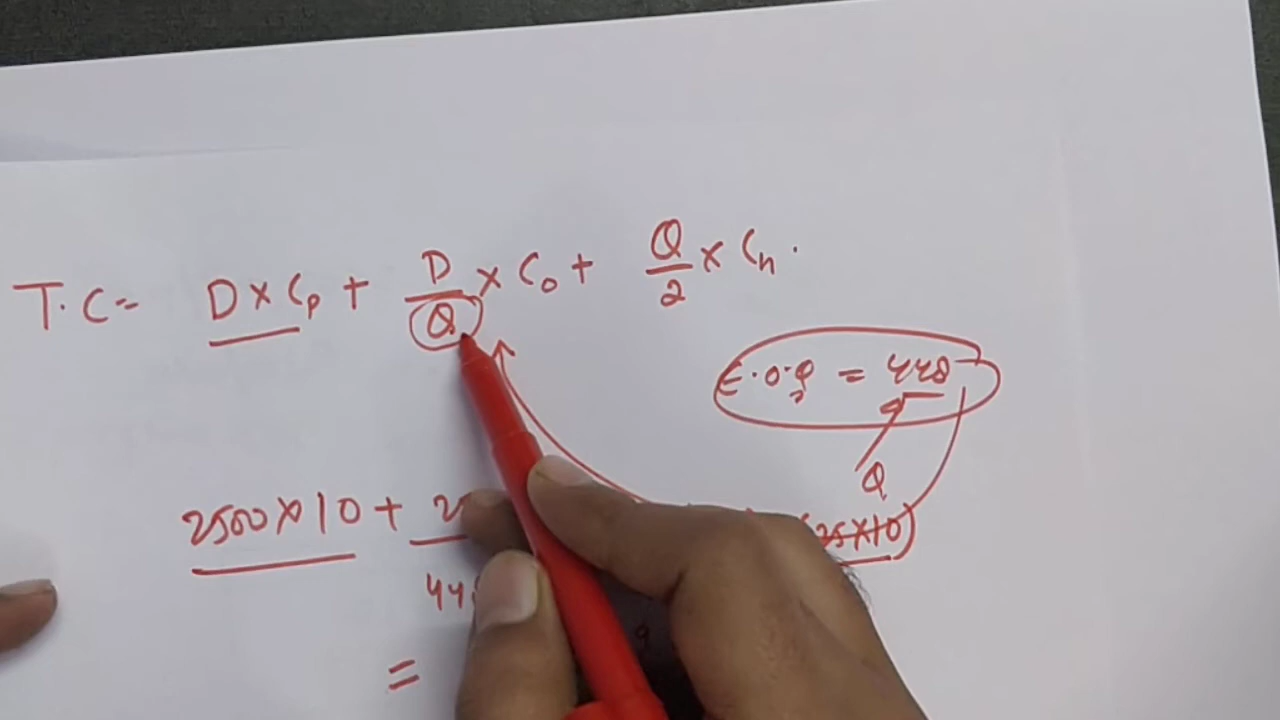 T.C = D × Cp + D/Q × Co + Q/2 × Ch.
E.O.Q = 448
Q
2500 × 10 +
25 × 10)
=